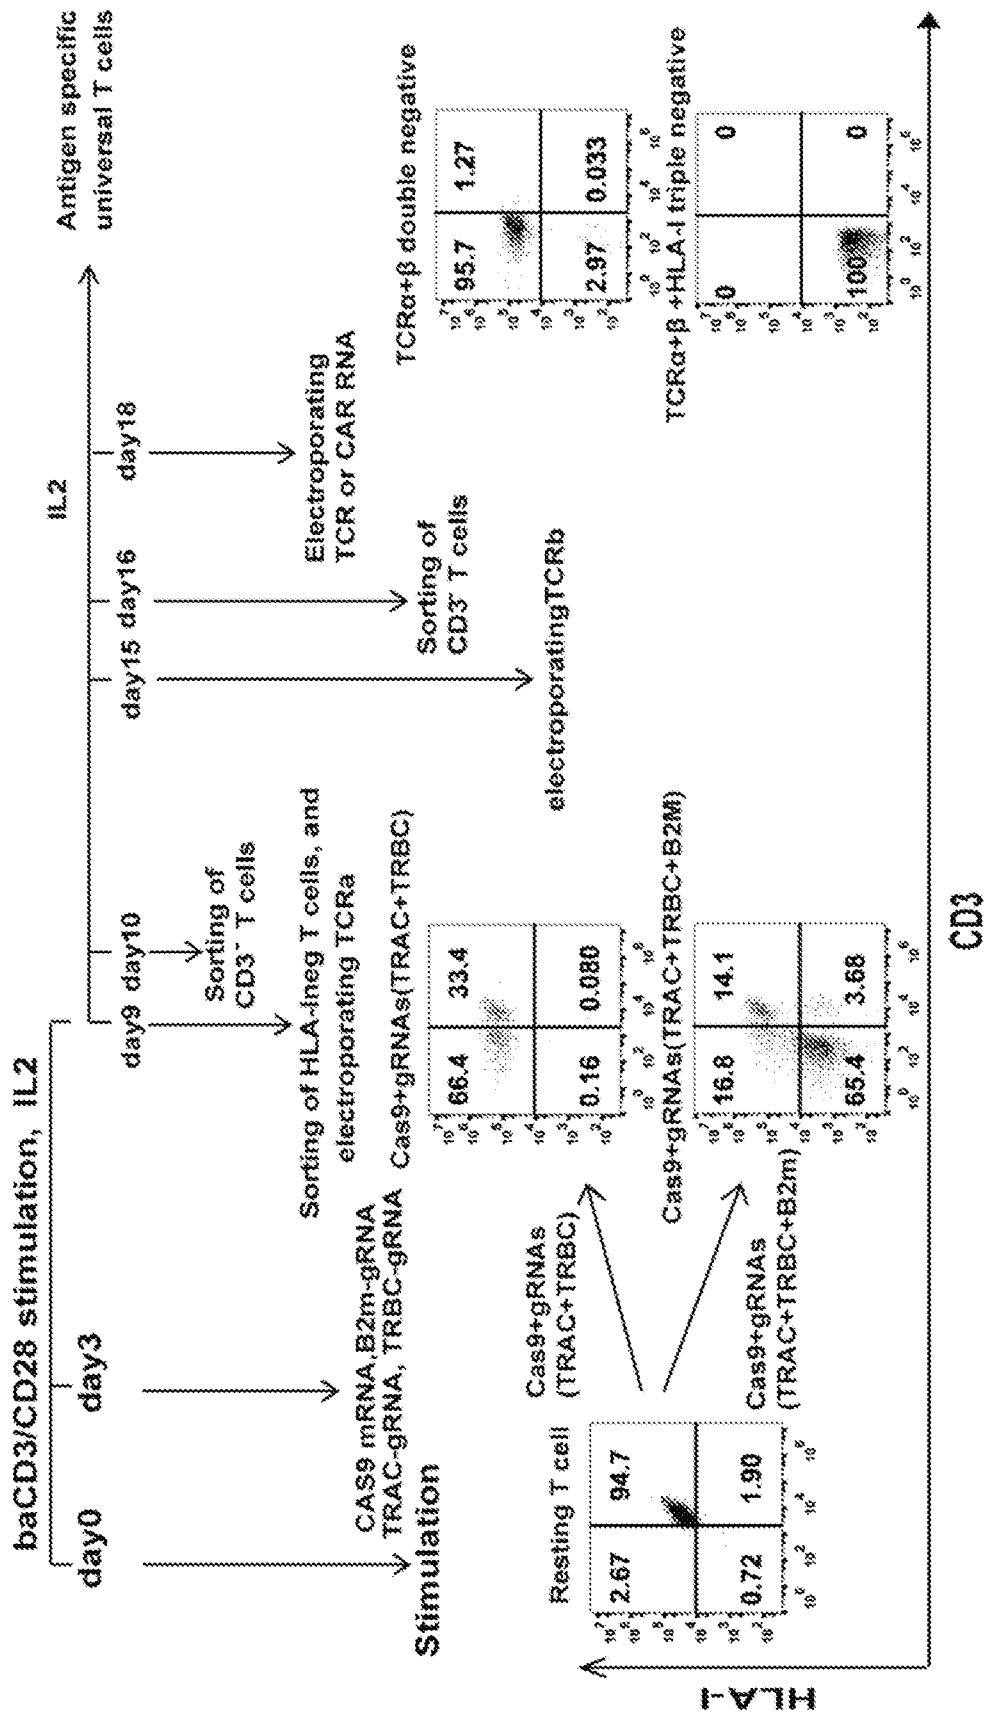 baCD3/CD28 stimulation, IL2
IL2
Antigen specific
universal T cells
day0
day3
day9
day10
day15
day16
day18
Stimulation
CAS9 mRNA,B2m-gRNA
TRAC-gRNA, TRBC-gRNA
Sorting of
CD3⁻ T cells
Sorting of HLA-Ineg T cells, and
electroporating TCRa
electroporatingTCRb
Sorting of
CD3⁻ T cells
Electroporating
TCR or CAR RNA
Resting T cell
2.67
94.7
0.72
1.90
Cas9+gRNAs
(TRAC+TRBC)
Cas9+gRNAs
(TRAC+TRBC+B2m)
Cas9+gRNAs(TRAC+TRBC)
66.4
33.4
0.16
0.080
Cas9+gRNAs(TRAC+TRBC+B2M)
16.8
14.1
65.4
3.68
TCRα+β double negative
95.7
1.27
2.97
0.033
TCRα+β +HLA-I triple negative
0
0
100
0
HLA-I
CD3